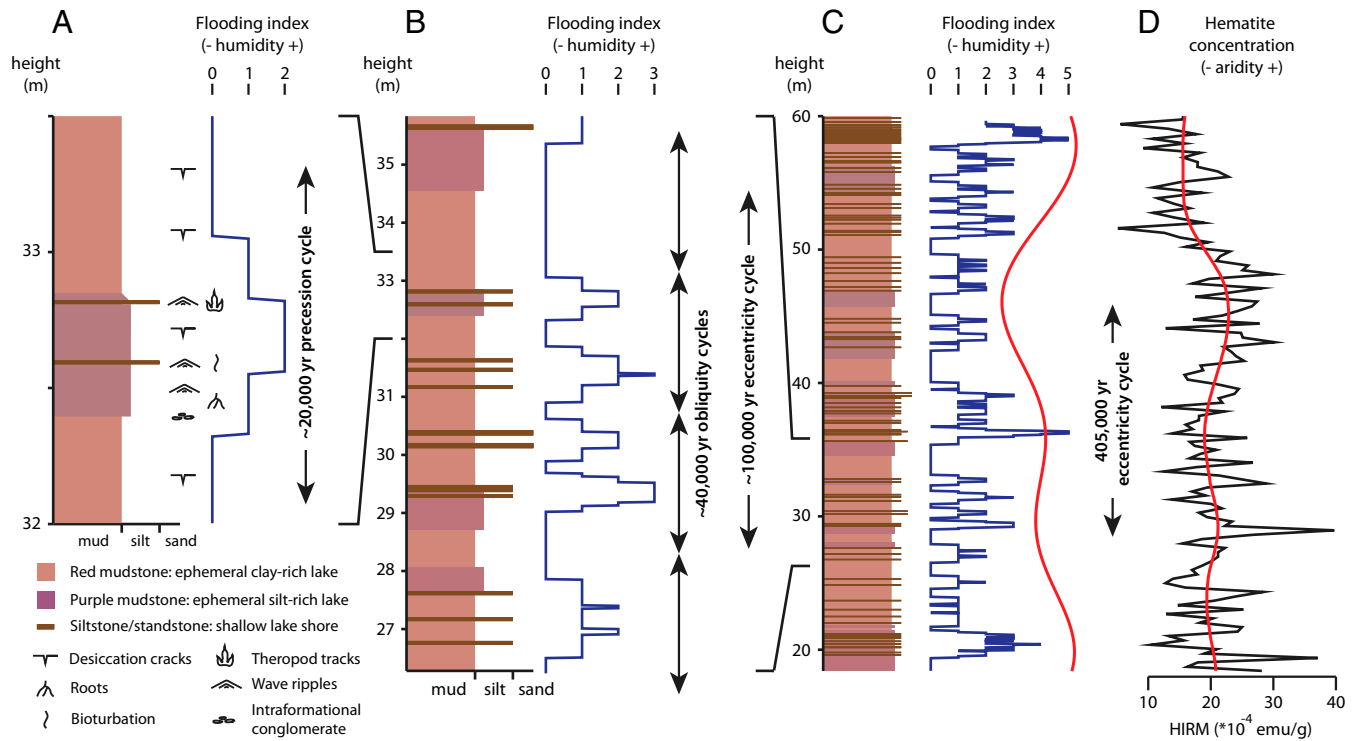 A
Flooding index
(- humidity +)
height
(m)
0 1 2
33
32
mud silt sand
~20,000 yr precession cycle
B
Flooding index
(- humidity +)
height
(m)
0 1 2 3
35
34
33
31
30
29
28
27
mud silt sand
~40,000 yr obliquity cycles
~100,000 yr eccentricity cycle
C
Flooding index
(- humidity +)
height
(m)
0 1 2 3 4 5
60
50
40
30
20
405,000 yr
eccentricity cycle
D
Hematite
concentration
(- aridity +)
10 20 30 40
HIRM (*10-4 emu/g)
Red mudstone: ephemeral clay-rich lake
Purple mudstone: ephemeral silt-rich lake
Siltstone/standstone: shallow lake shore
Desiccation cracks
Roots
Bioturbation
Theropod tracks
Wave ripples
Intraformational
conglomerate